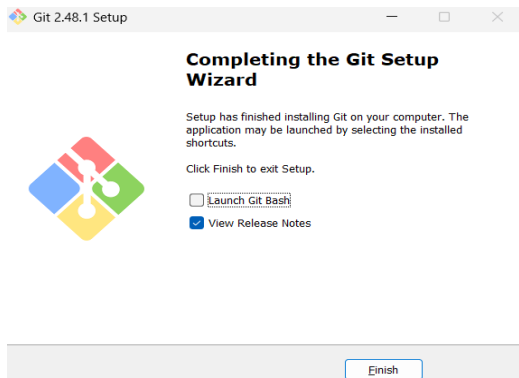 Git 2.48.1 Setup
Completing the Git Setup
Wizard
Setup has finished installing Git on your computer. The
application may be launched by selecting the installed
shortcuts.
Click Finish to exit Setup.
Launch Git Bash
View Release Notes
Finish